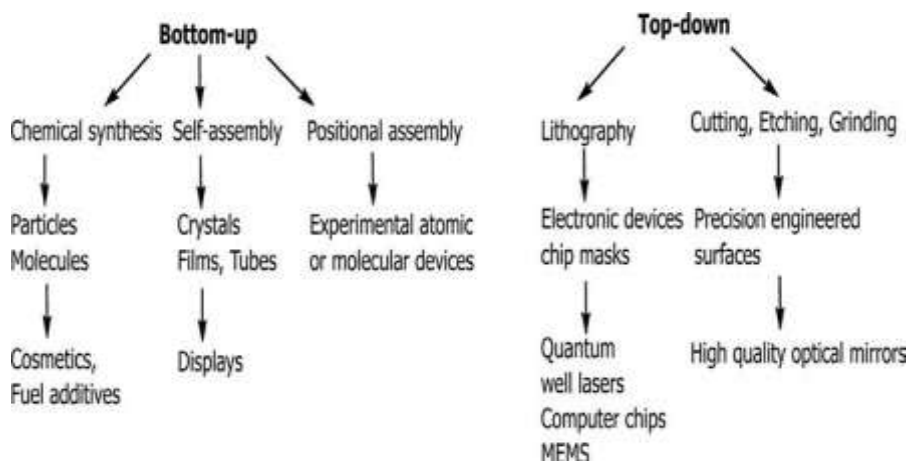 Bottom-up
Chemical synthesis
Self-assembly
Positional assembly
Particles
Molecules
Crystals
Films, Tubes
Experimental atomic
or molecular devices
Cosmetics,
Fuel additives
Displays
Top-down
Lithography
Cutting, Etching, Grinding
Electronic devices
chip masks
Precision engineered
surfaces
Quantum
well lasers
Computer chips
MEMS
High quality optical mirrors